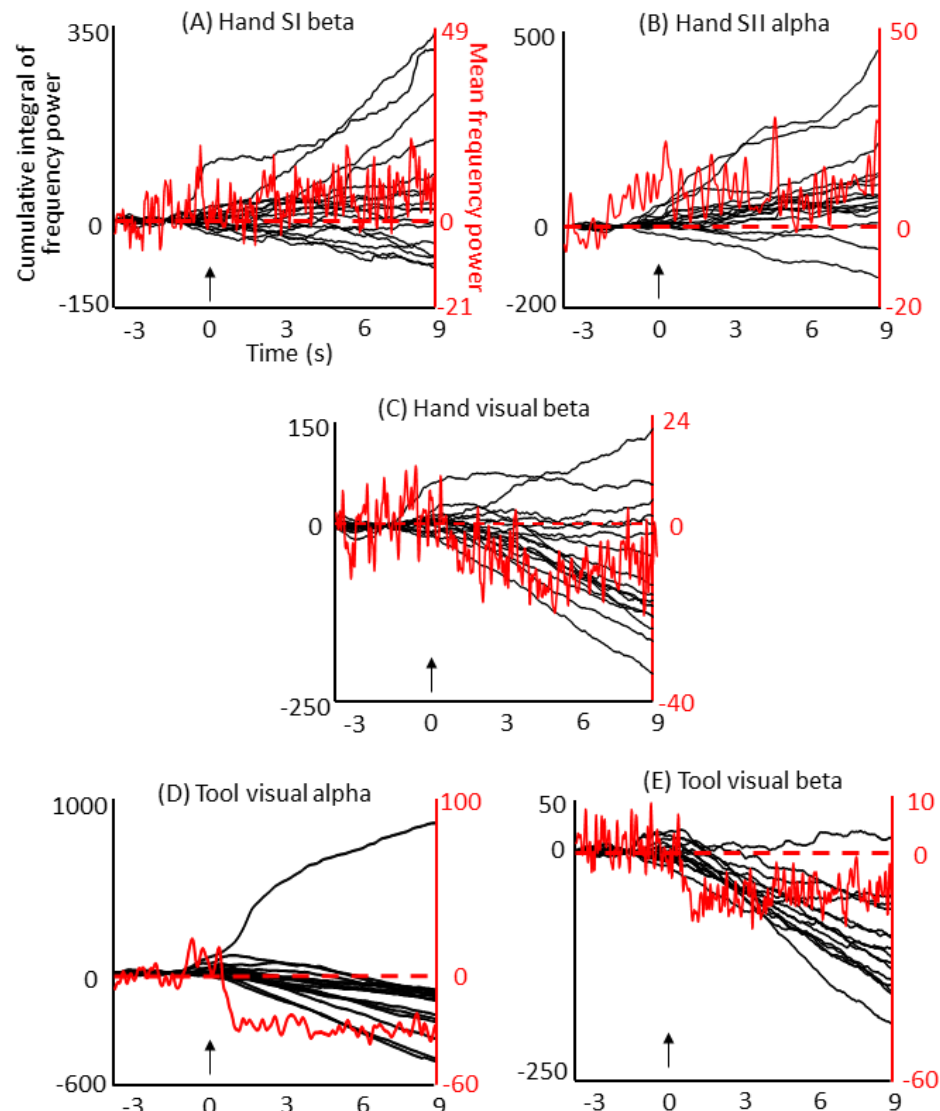 (A) Hand SI beta
350
49
Cumulative integral of
frequency power
Mean frequency power
0
0
-150
-21
-3 0 3 6 9
Time (s)
(B) Hand SII alpha
500
50
0
0
-200
-20
-3 0 3 6 9
(C) Hand visual beta
150
24
0
0
-250
-40
-3 0 3 6 9
(D) Tool visual alpha
1000
100
0
0
-600
-60
-3 0 3 6 9
(E) Tool visual beta
50
10
0
0
-250
-60
-3 0 3 6 9